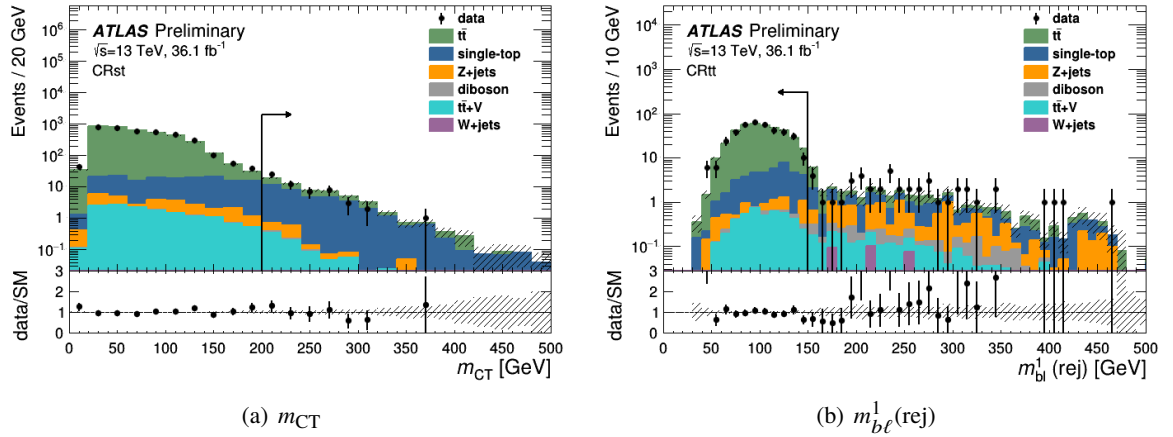 ATLAS Preliminary
√s=13 TeV, 36.1 fb⁻¹
CRst
data
tt̄
single-top
Z+jets
diboson
tt̄+V
W+jets
Events / 20 GeV
10⁶
10⁵
10⁴
10³
10²
10
1
10⁻¹
data/SM
3
2
1
0
0 50 100 150 200 250 300 350 400 450 500
m_CT [GeV]
(a) m_CT
ATLAS Preliminary
√s=13 TeV, 36.1 fb⁻¹
CRtt
data
tt̄
single-top
Z+jets
diboson
tt̄+V
W+jets
Events / 10 GeV
10⁴
10³
10²
10
1
10⁻¹
data/SM
3
2
1
0
0 50 100 150 200 250 300 350 400 450 500
m¹_bl (rej) [GeV]
(b) m¹_bℓ(rej)